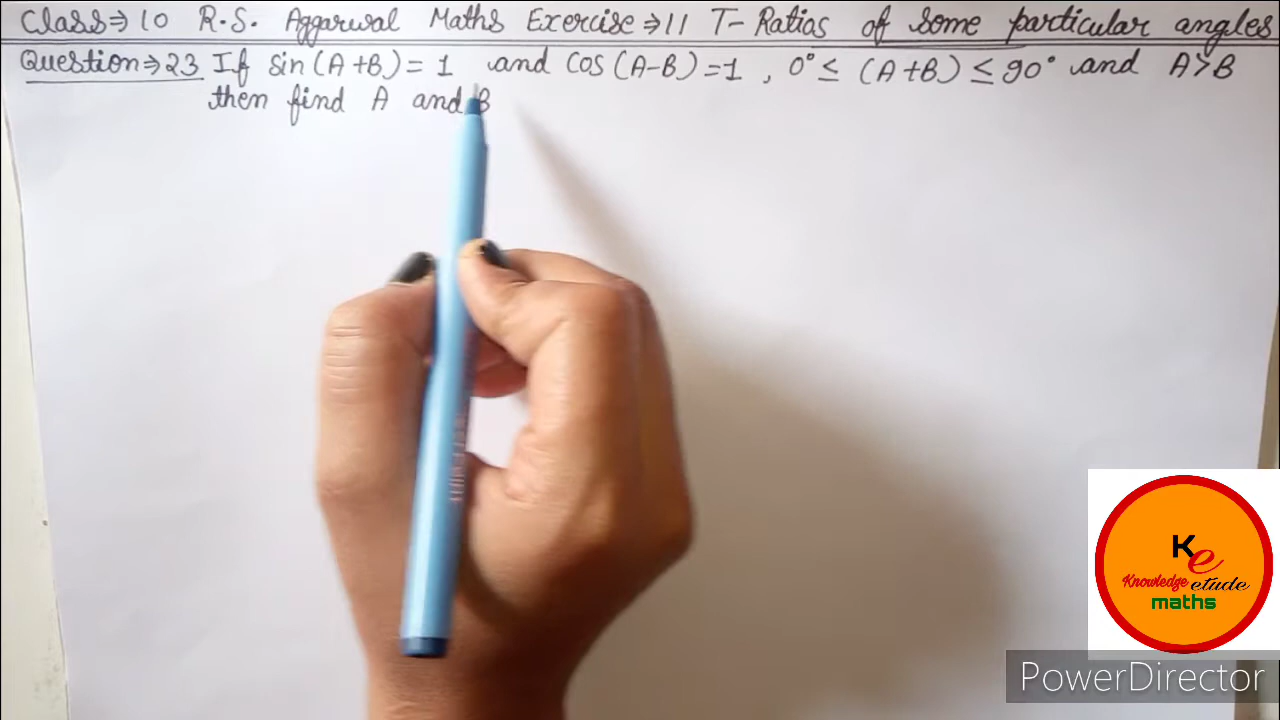 Class⇒10 R.S. Aggarwal Maths Exercise⇒11 T-Ratios of some particular angles
Question⇒23 If sin(A+B)=1 and cos(A-B)=1, 0°≤(A+B)≤90° and A>B
then find A and B
Ke
Knowledge etude
maths
PowerDirector